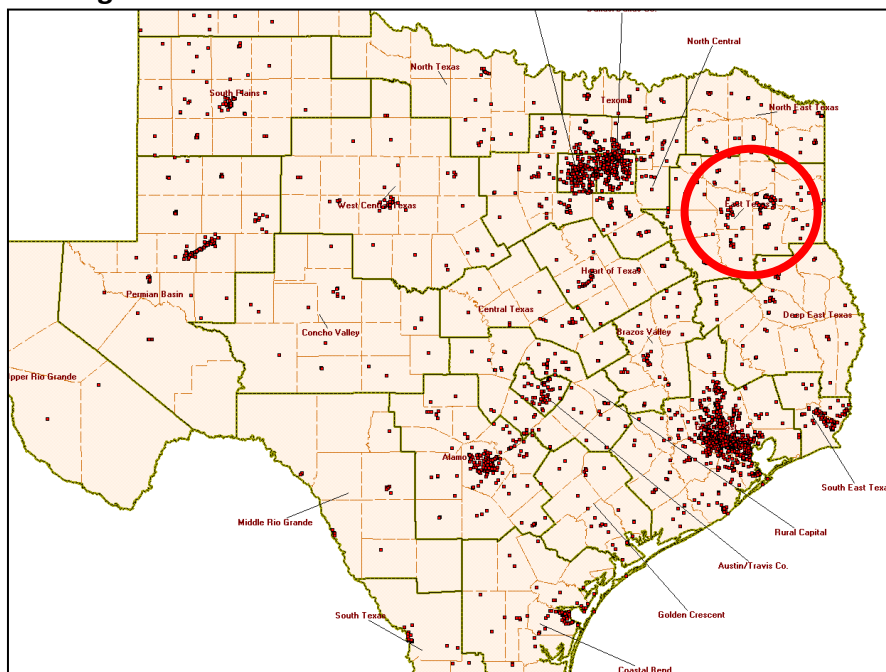 North Central
North Texas
South Plains
Texoma
North East Texas
West Central Texas
East Texas
Heart of Texas
Permian Basin
Central Texas
Deep East Texas
Concho Valley
Brazos Valley
pper Rio Grande
Alamo
South East Texa
Middle Rio Grande
Rural Capital
Austin/Travis Co.
Golden Crescent
South Texas
Coastal Bend